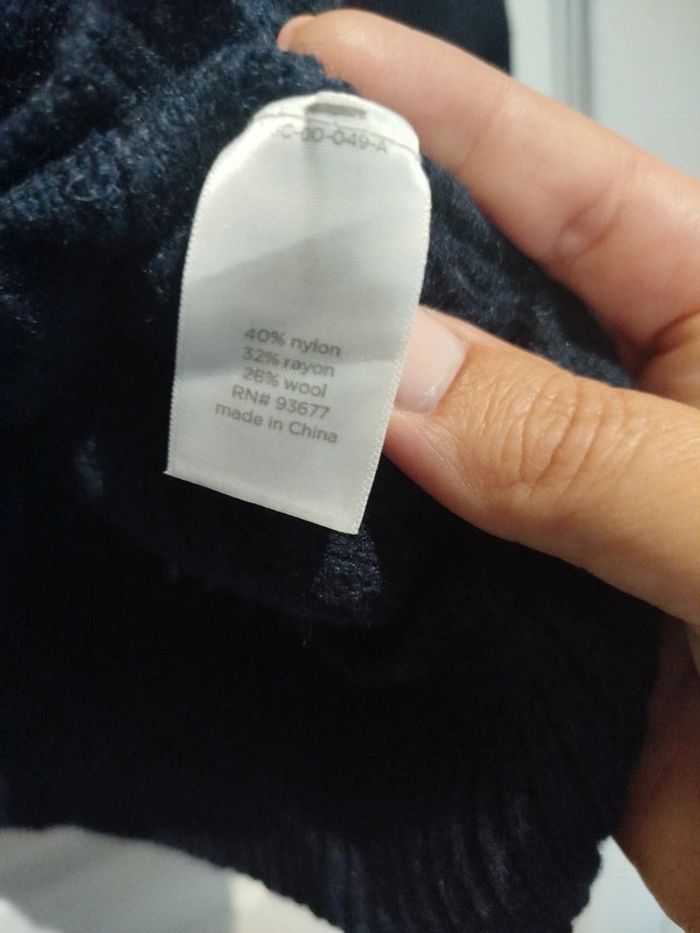 40% nylon
32% rayon
28% wool
RN# 93677
made in China